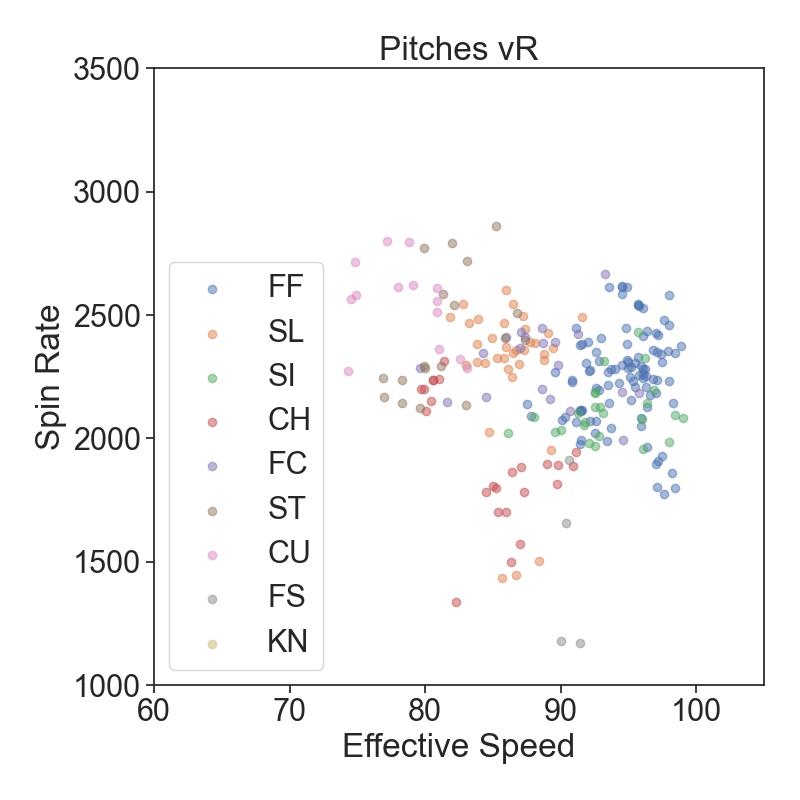 Pitches vR
3500
3000
2500
2000
1500
1000
Spin Rate
FF
SL
SI
CH
FC
ST
CU
FS
KN
60 70 80 90 100
Effective Speed